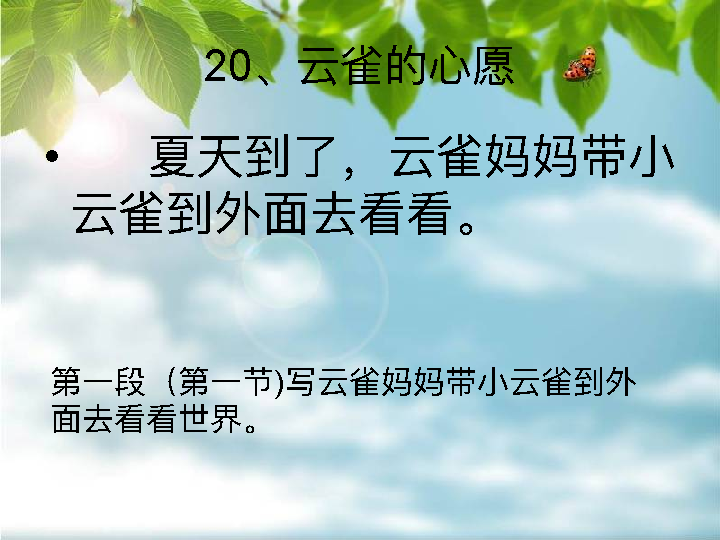 20、云雀的心愿
• 夏天到了，云雀妈妈带小
云雀到外面去看看。
第一段（第一节)写云雀妈妈带小云雀到外
面去看看世界。